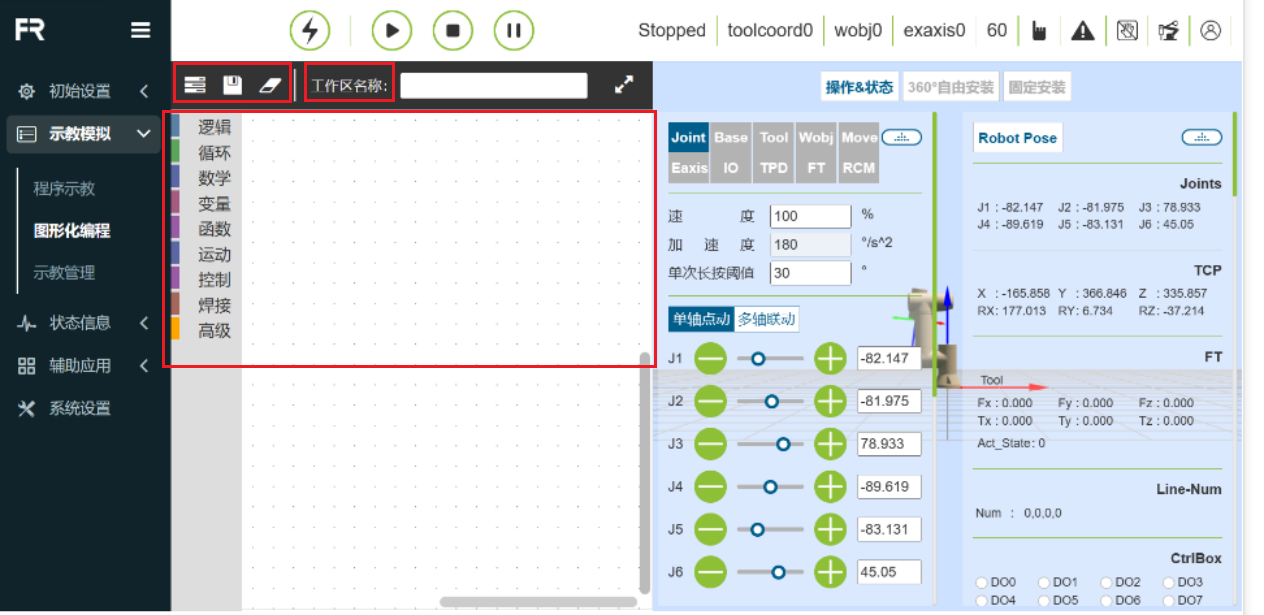 FR
Stopped toolcoord0 wobj0 exaxis0 60
初始设置
示教模拟
程序示教
图形化编程
示教管理
状态信息
辅助应用
系统设置
工作区名称:
逻辑
循环
数学
变量
函数
运动
控制
焊接
高级
操作&状态 360°自由安装 固定安装
Joint Base Tool Wobj Move
Eaxis IO TPD FT RCM
速度 100 %
加速度 180 °/s^2
单次长按阈值 30 °
单轴点动 多轴联动
J1 -82.147
J2 -81.975
J3 78.933
J4 -89.619
J5 -83.131
J6 45.05
Robot Pose
Joints
J1 : -82.147 J2 : -81.975 J3 : 78.933
J4 : -89.619 J5 : -83.131 J6 : 45.05
TCP
X : -165.858 Y : 366.846 Z : 335.857
RX: 177.013 RY: 6.734 RZ: -37.214
FT
Tool
Fx : 0.000 Fy : 0.000 Fz : 0.000
Tx : 0.000 Ty : 0.000 Tz : 0.000
Act_State: 0
Line-Num
Num : 0,0,0,0
CtrlBox
DO0 DO1 DO2 DO3
DO4 DO5 DO6 DO7